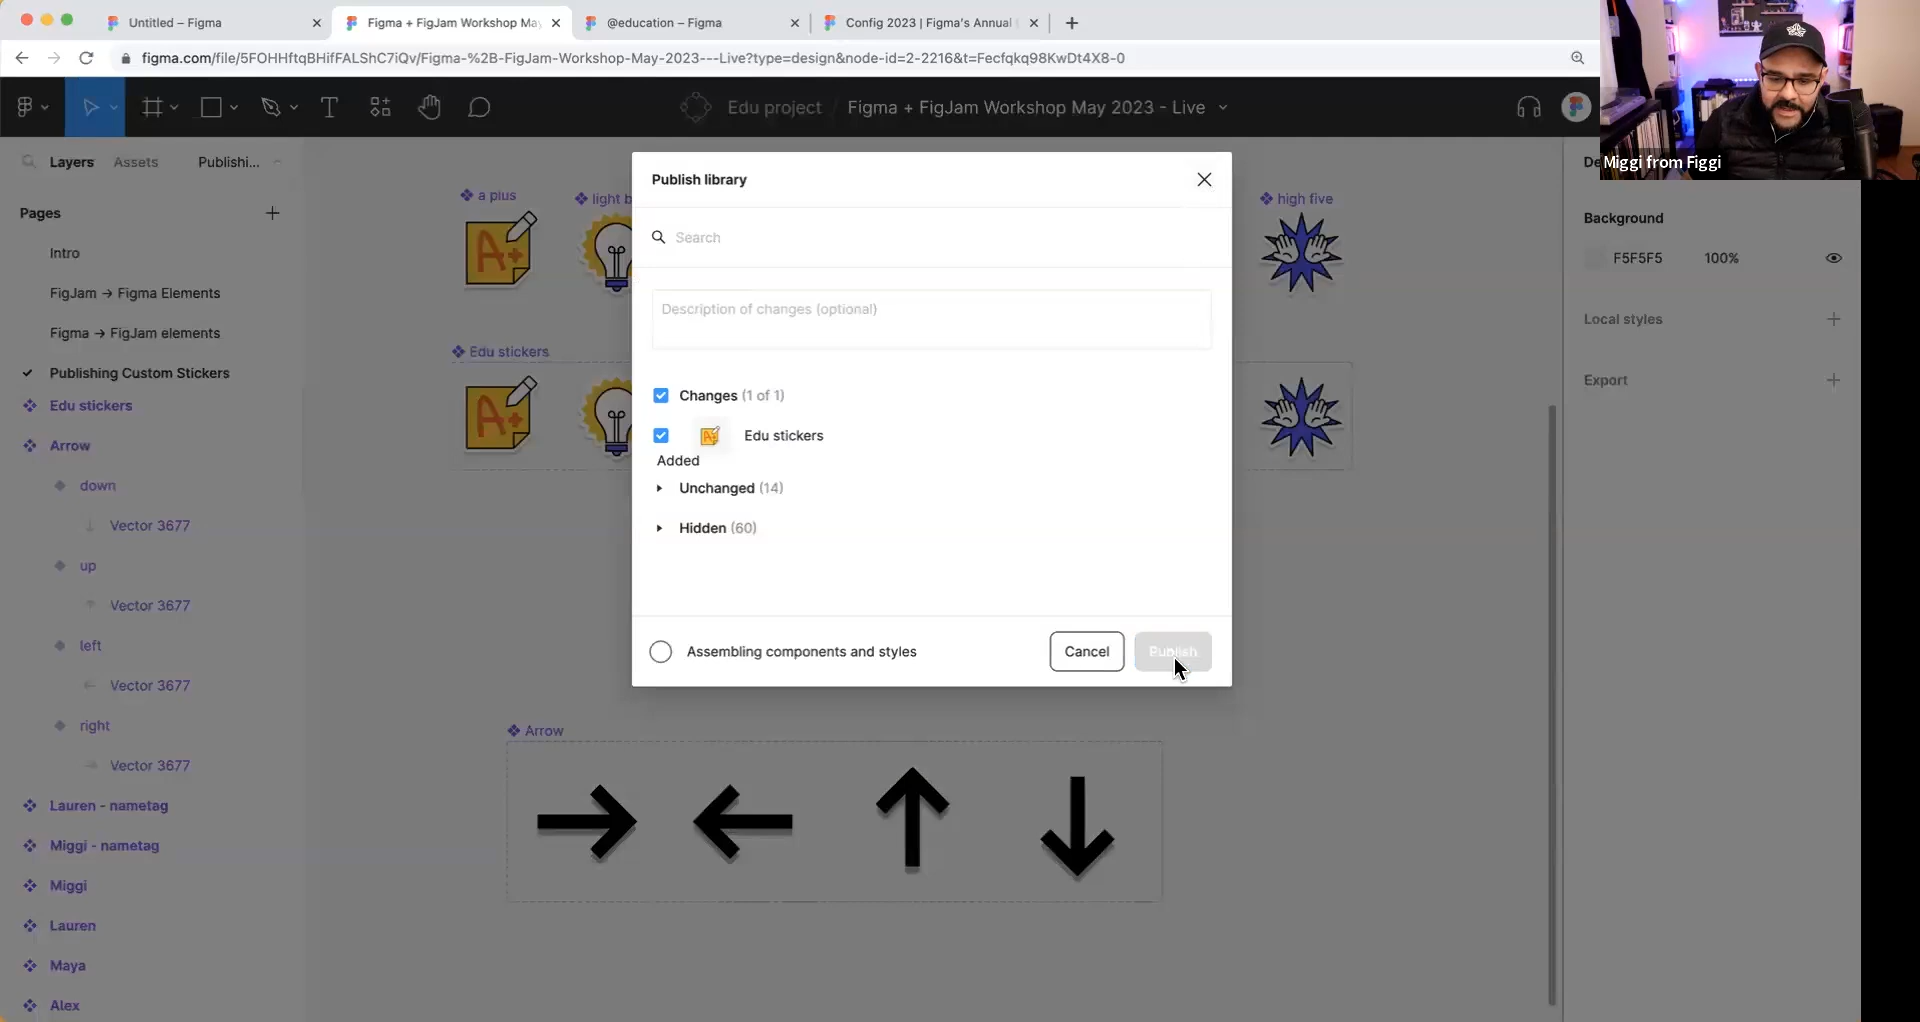 Untitled – Figma
Figma + FigJam Workshop May
@education – Figma
Config 2023 | Figma's Annual
figma.com/file/5FOHHftqBHifFALShC7iQv/Figma-%2B-FigJam-Workshop-May-2023---Live?type=design&node-id=2-2216&t=Fecfqkq98KwDt4X8-0
Edu project / Figma + FigJam Workshop May 2023 - Live
Miggi from Figgi
Layers
Assets
Publishi...
Pages
Intro
FigJam → Figma Elements
Figma → FigJam elements
Publishing Custom Stickers
Edu stickers
Arrow
down
Vector 3677
up
Vector 3677
left
Vector 3677
right
Vector 3677
Lauren - nametag
Miggi - nametag
Miggi
Lauren
Maya
Alex
a plus
light b
high five
A+
Edu stickers
A+
Publish library
Search
Description of changes (optional)
Changes (1 of 1)
Edu stickers
Added
Unchanged (14)
Hidden (60)
Assembling components and styles
Cancel
Publish
Arrow
De
Background
F5F5F5 100%
Local styles
Export